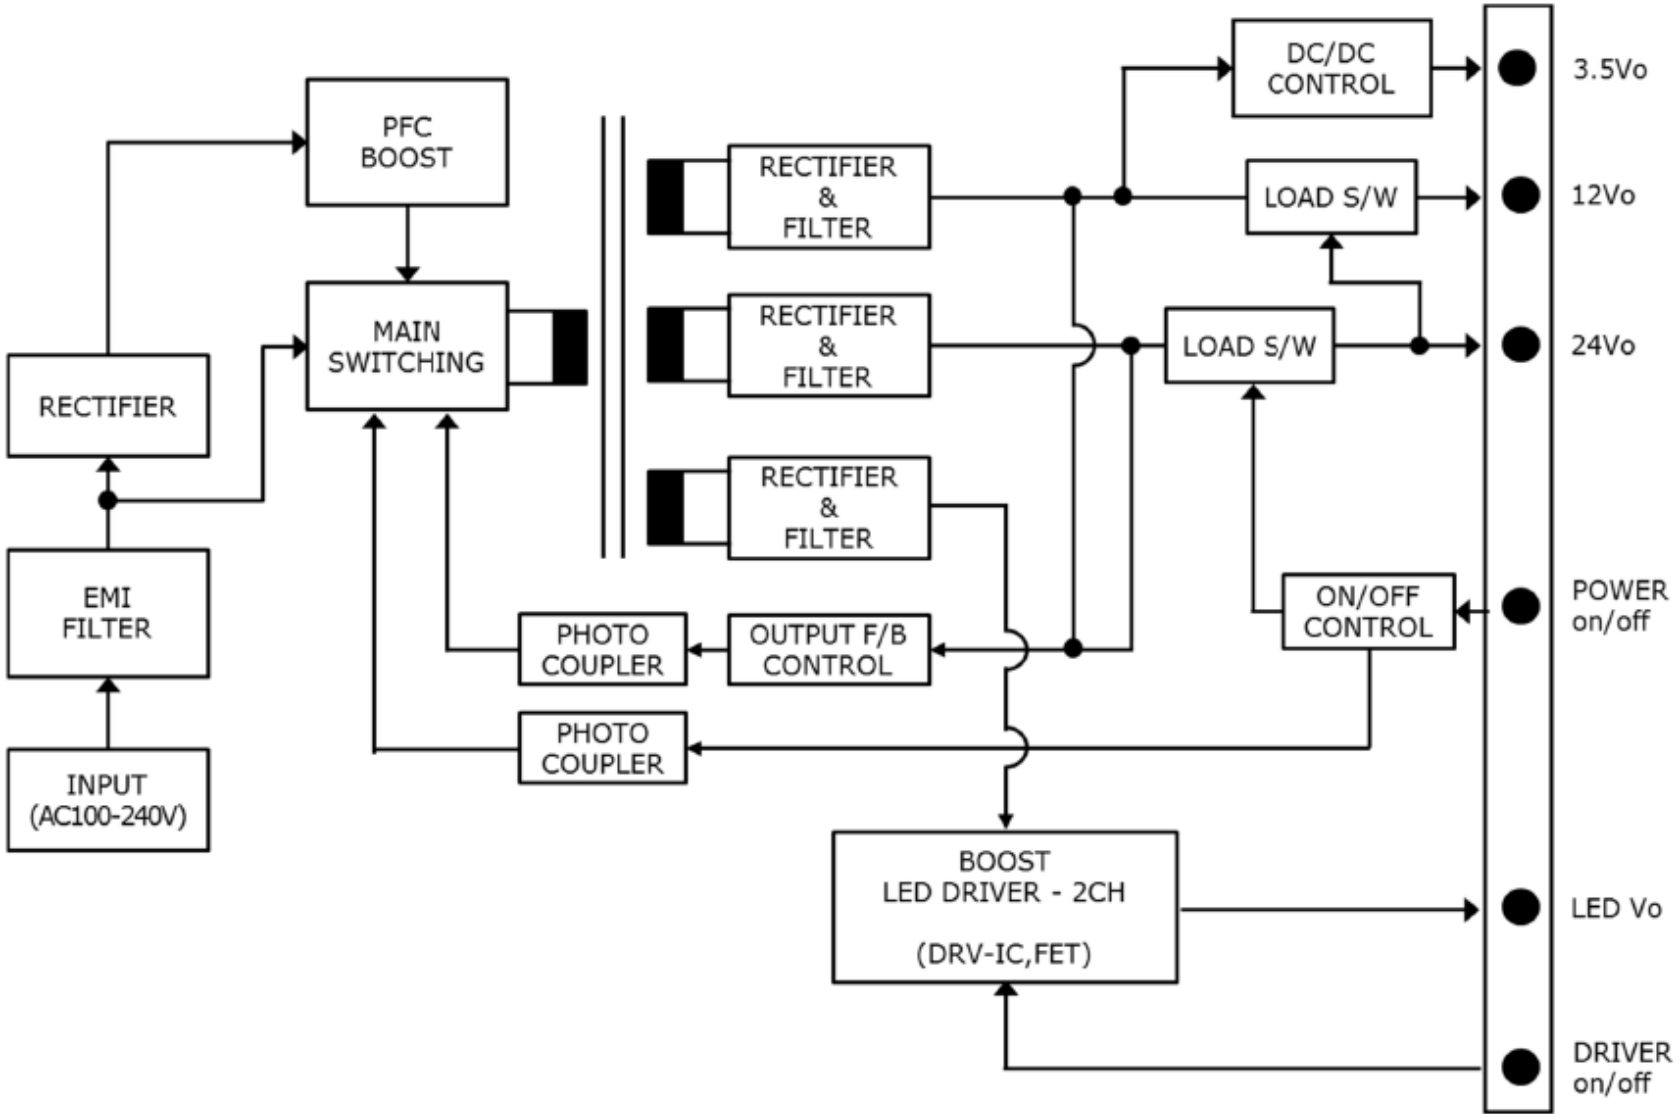 DC/DC
CONTROL
3.5Vo
PFC
BOOST
RECTIFIER
&
FILTER
LOAD S/W
12Vo
MAIN
SWITCHING
RECTIFIER
&
FILTER
LOAD S/W
24Vo
RECTIFIER
RECTIFIER
&
FILTER
EMI
FILTER
PHOTO
COUPLER
OUTPUT F/B
CONTROL
ON/OFF
CONTROL
POWER
on/off
PHOTO
COUPLER
INPUT
(AC100-240V)
BOOST
LED DRIVER - 2CH
(DRV-IC,FET)
LED Vo
DRIVER
on/off